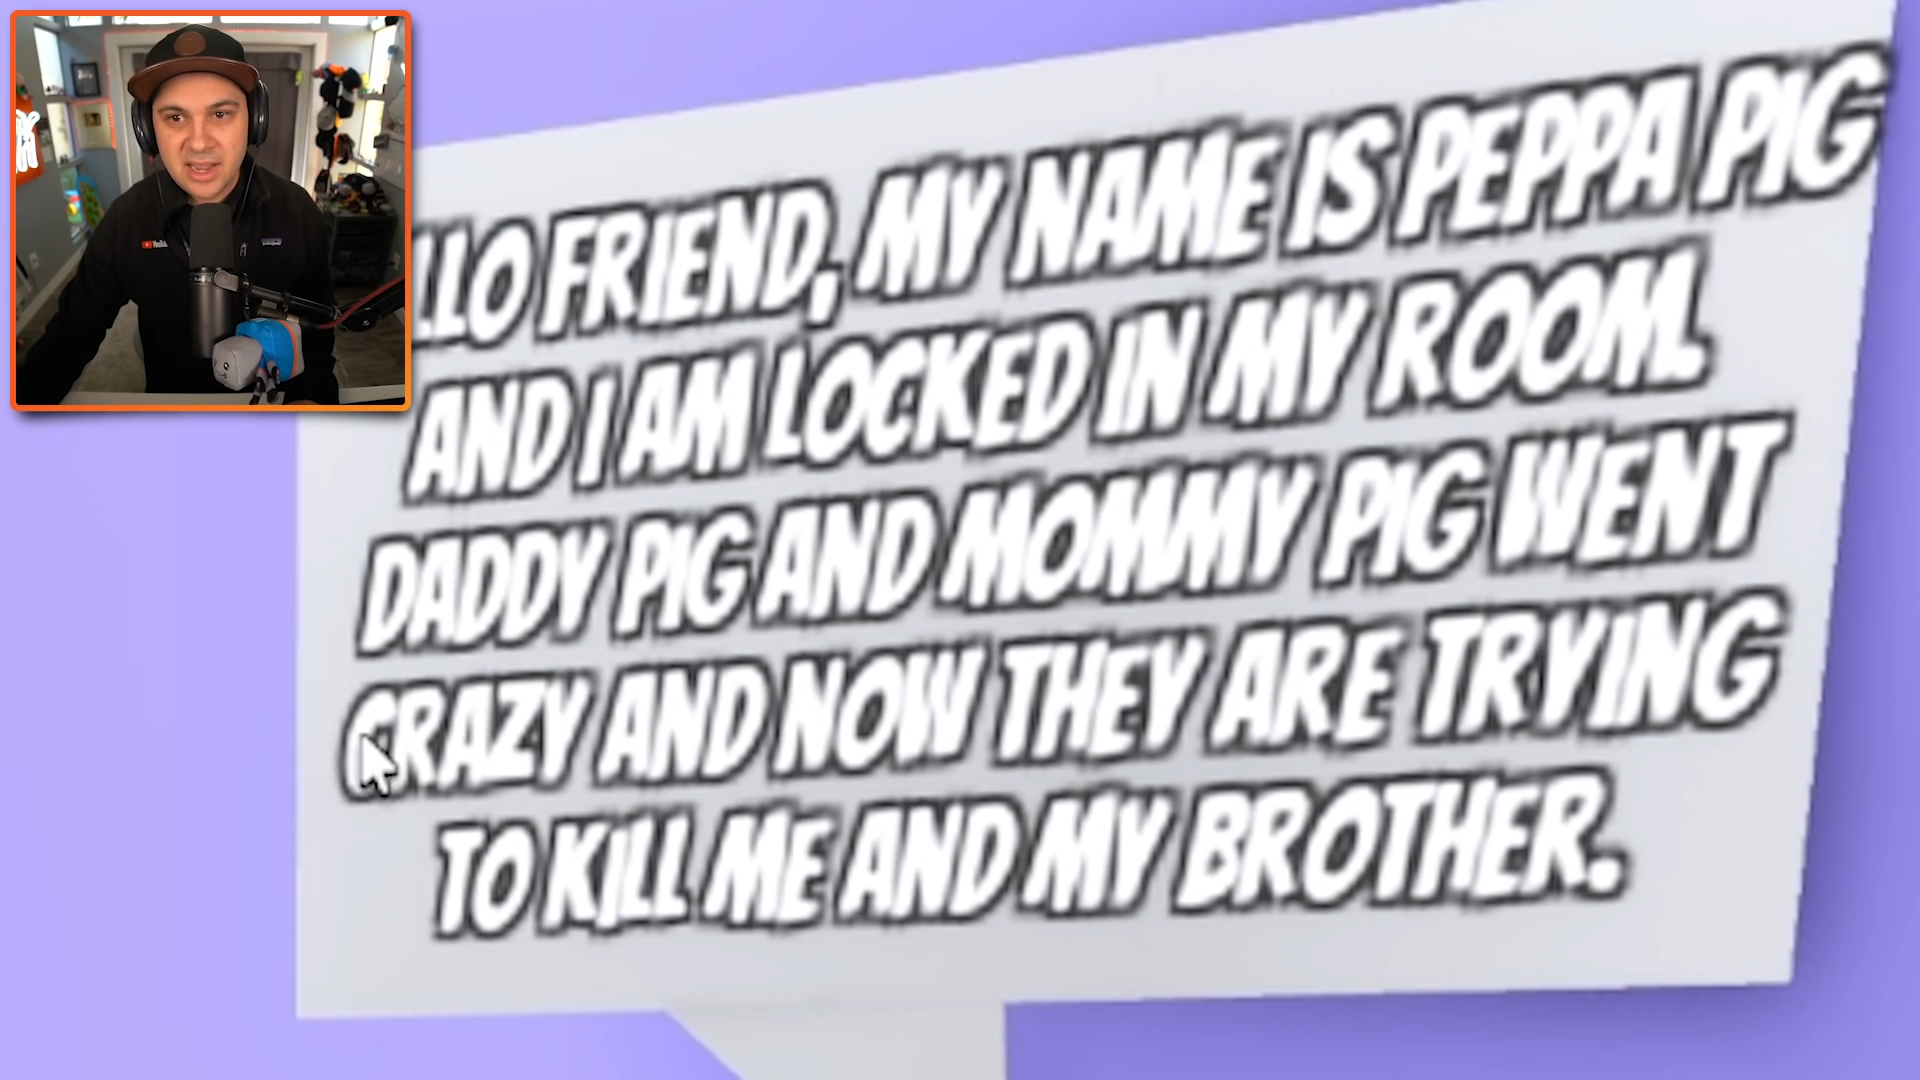 LLO FRIEND, MY NAME IS PEPPA PIG
AND I AM LOCKED IN MY ROOM.
DADDY PIG AND MOMMY PIG WENT
CRAZY AND NOW THEY ARE TRYING
TO KILL ME AND MY BROTHER.
YouTube